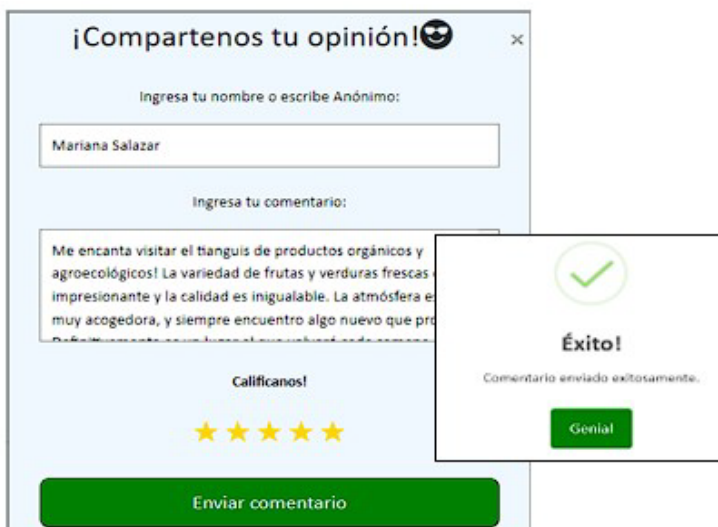 ¡Compartenos tu opinión!
×
Ingresa tu nombre o escribe Anónimo:
Mariana Salazar
Ingresa tu comentario:
Me encanta visitar el tianguis de productos orgánicos y
agroecológicos! La variedad de frutas y verduras frescas
impresionante y la calidad es inigualable. La atmósfera
muy acogedora, y siempre encuentro algo nuevo que
Calificanos!
Enviar comentario
Éxito!
Comentario enviado exitosamente.
Genial